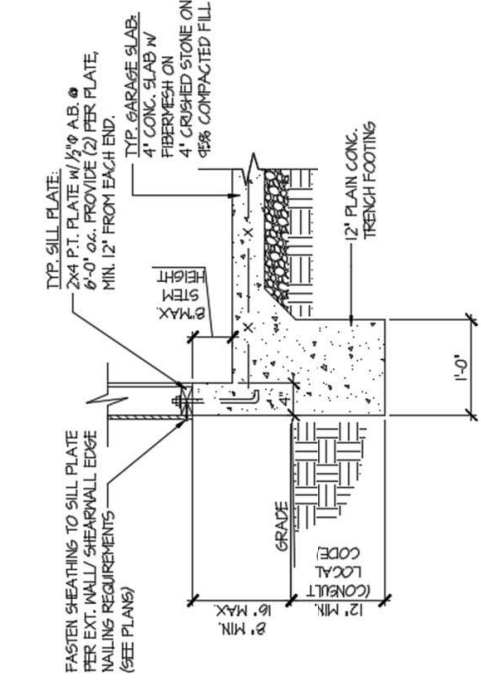 FASTEN SHEATHING TO SILL PLATE
PER EXT. WALL/ SHEARWALL EDGE
NAILING REQUIREMENTS
(SEE PLANS)
TYP. SILL PLATE:
2x4 P.T. PLATE W/ ½"Φ A.B. @
6'-0" o.c. PROVIDE (2) PER PLATE,
MIN. 12" FROM EACH END.
TYP. GARAGE SLAB:
4" CONC. SLAB W/
FIBERMESH ON
4" CRUSHED STONE ON
95% COMPACTED FILL
8"MAX
STEM
HEIGHT
X
X
4"
12" PLAIN CONC.
TRENCH FOOTING
GRADE
8" MIN.
16" MAX.
12" MIN.
(CONSULT
LOCAL
CODE)
1'-0"